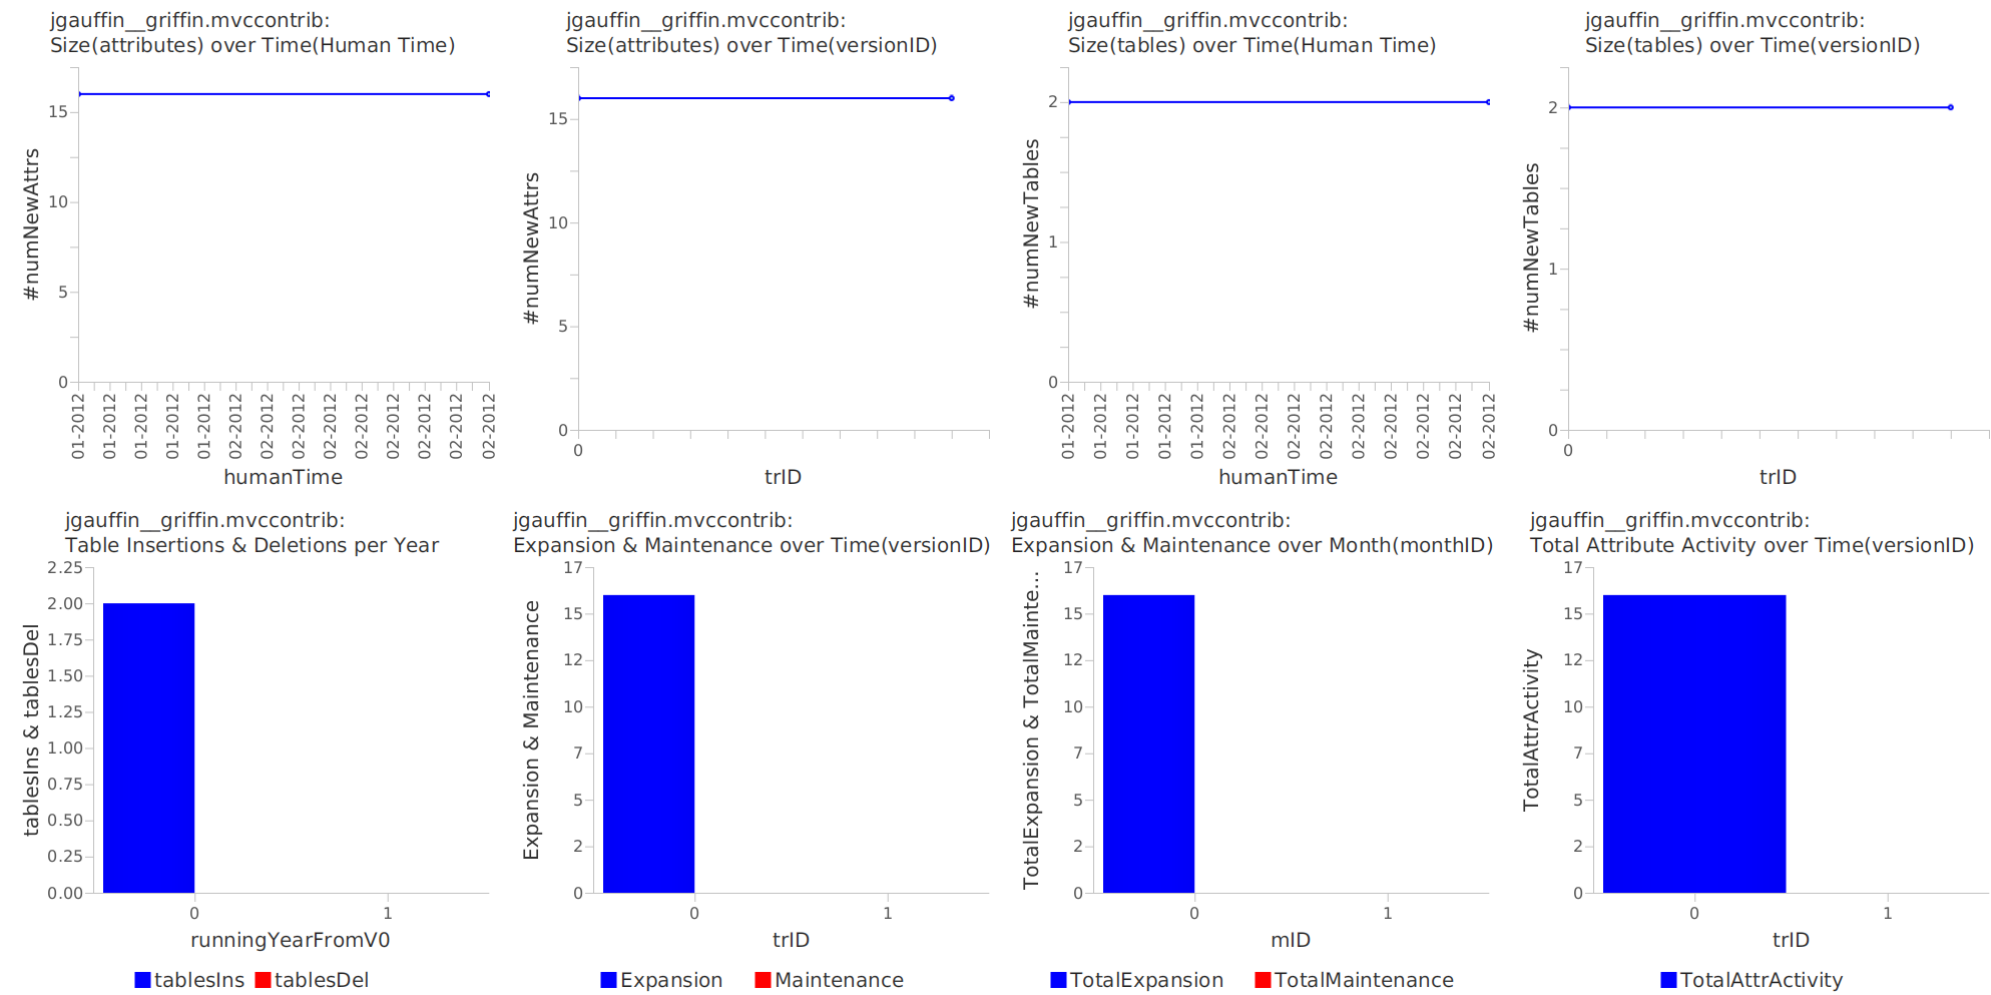 jgauffin__griffin.mvccontrib:
Size(attributes) over Time(Human Time)
#numNewAttrs
15
10
5
0
01-2012
01-2012
01-2012
01-2012
01-2012
02-2012
02-2012
02-2012
02-2012
02-2012
02-2012
02-2012
02-2012
02-2012
humanTime
jgauffin__griffin.mvccontrib:
Size(attributes) over Time(versionID)
#numNewAttrs
15
10
5
0
0
trID
jgauffin__griffin.mvccontrib:
Size(tables) over Time(Human Time)
#numNewTables
2
1
0
01-2012
01-2012
01-2012
01-2012
01-2012
02-2012
02-2012
02-2012
02-2012
02-2012
02-2012
02-2012
02-2012
02-2012
humanTime
jgauffin__griffin.mvccontrib:
Size(tables) over Time(versionID)
#numNewTables
2
1
0
0
trID
jgauffin__griffin.mvccontrib:
Table Insertions & Deletions per Year
tablesIns & tablesDel
2.25
2.00
1.75
1.50
1.25
1.00
0.75
0.50
0.25
0.00
0 1
runningYearFromV0
tablesIns tablesDel
jgauffin__griffin.mvccontrib:
Expansion & Maintenance over Time(versionID)
Expansion & Maintenance
17
15
12
10
7
5
2
0
0 1
trID
Expansion Maintenance
jgauffin__griffin.mvccontrib:
Expansion & Maintenance over Month(monthID)
TotalExpansion & TotalMainte...
17
15
12
10
7
5
2
0
0 1
mID
TotalExpansion TotalMaintenance
jgauffin__griffin.mvccontrib:
Total Attribute Activity over Time(versionID)
TotalAttrActivity
17
15
12
10
7
5
2
0
0 1
trID
TotalAttrActivity